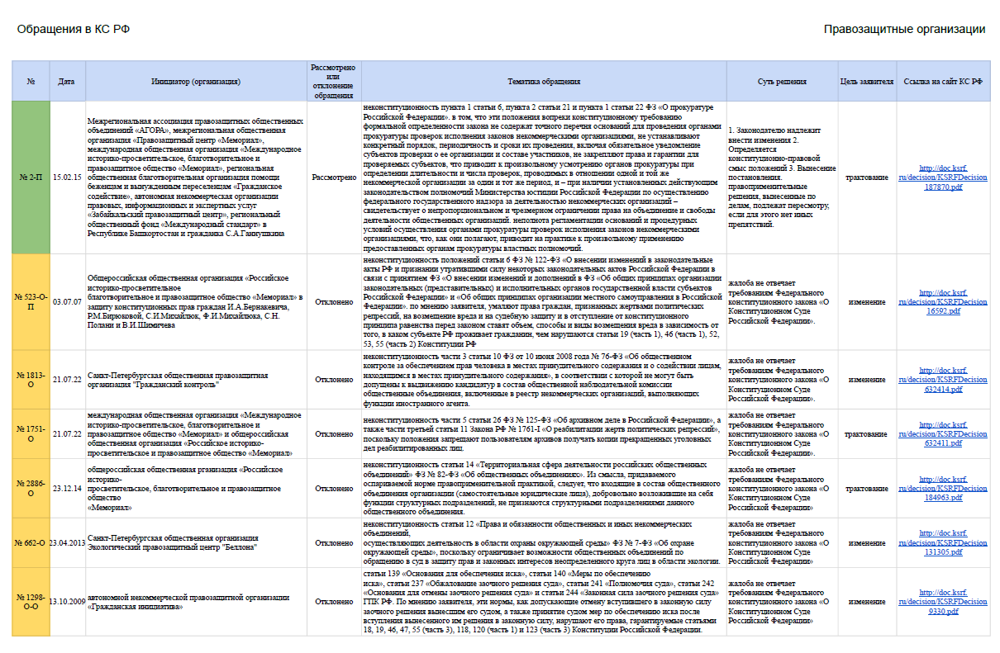 Обращения в КС РФ
Правозащитные организации
№
Дата
Инициатор (организация)
Рассмотрено
или
отклонение
обращения
Тематика обращения
Суть решения
Цель заявителя
Ссылка на сайт КС РФ
№ 2-П
15.02.15
Межрегиональная ассоциация правозащитных общественных
объединений «АГОРА», межрегиональная общественная
организация «Правозащитный центр «Мемориал»,
международная общественная организация «Международное
историко-просветительское, благотворительное и
правозащитное общество «Мемориал», региональная
общественная благотворительная организация помощи
беженцам и вынужденным переселенцам «Гражданское
содействие», автономная некоммерческая организации
правовых, информационных и экспертных услуг
«Забайкальский правозащитный центр», региональный
общественный фонд «Международный стандарт» в
Республике Башкортостан и гражданка С.А.Ганнушкина
Рассмотрено
неконституционность пункта 1 статьи 6, пункта 2 статьи 21 и пункта 1 статьи 22 ФЗ «О прокуратуре
Российской Федерации». в том, что эти положения вопреки конституционному требованию
формальной определенности закона не содержат точного перечня оснований для проведения органами
прокуратуры проверок исполнения законов некоммерческими организациями, не устанавливают
конкретный порядок, периодичность и сроки их проведения, включая обязательное уведомление
субъектов проверки о ее организации и составе участников, не закрепляют права и гарантии для
проверяемых субъектов, что приводит к произвольному усмотрению органов прокуратуры при
определении длительности и числа проверок, проводимых в отношении одной и той же
некоммерческой организации за один и тот же период, и – при наличии установленных действующим
законодательством полномочий Министерства юстиции Российской Федерации по осуществлению
федерального государственного надзора за деятельностью некоммерческих организаций –
свидетельствует о непропорциональном и чрезмерном ограничении права на объединение и свободы
деятельности общественных организаций. неполнота регламентации оснований и процедурных
условий осуществления органами прокуратуры проверок исполнения законов некоммерческими
организациями, что, как они полагают, приводит на практике к произвольному применению
предоставленных органам прокуратуры властных полномочий.
1. Законодателю надлежит
внести изменения 2.
Определяется
конституционно-правовой
смыс положений 3. Вынесение
постановления.
правоприменительные
решения, вынесенные по
делам, подлежат пересмотру,
если для этого нет иных
препятствий.
трактование
http://doc.ksrf.
ru/decision/KSRFDecision
187870.pdf
№ 523-О-
П
03.07.07
Общероссийская общественная организация «Российское
историко-просветительное
благотворительное и правозащитное общество «Мемориал» в
защиту конституционных прав граждан И.А.Бернакевича,
Р.М.Бирюковой, С.И.Михайлюк, Ф.И.Михайлюка, С.Н.
Полани и В.И.Шимичева
Отклонено
неконституционность положений статьи 6 ФЗ № 122-ФЗ «О внесении изменений в законодательные
акты РФ и признании утратившими силу некоторых законодательных актов Российской Федерации в
связи с принятием ФЗ «О внесении изменений и дополнений в ФЗ «Об общих принципах организации
законодательных (представительных) и исполнительных органов государственной власти субъектов
Российской Федерации» и «Об общих принципах организации местного самоуправления в Российской
Федерации». по мнению заявителя, умаляют права граждан, признанных жертвами политических
репрессий, на возмещение вреда и на судебную защиту и в отступление от конституционного
принципа равенства перед законом ставят объем, способы и виды возмещения вреда в зависимость от
того, в каком субъекте РФ проживает гражданин, чем нарушаются статьи 19 (часть 1), 46 (часть 1), 52,
53, 55 (часть 2) Конституции РФ
жалоба не отвечает
требованиям Федерального
конституционного закона «О
Конституционном Суде
Российской Федерации».
изменение
http://doc.ksrf.
ru/decision/KSRFDecision
16592.pdf
№ 1813-
О
21.07.22
Санкт-Петербургская общественная правозащитная
организация "Гражданский контроль"
Отклонено
неконституционность части 3 статьи 10 ФЗ от 10 июня 2008 года № 76-ФЗ «Об общественном
контроле за обеспечением прав человека в местах принудительного содержания и о содействии лицам,
находящимся в местах принудительного содержания», в соответствии с которой не могут быть
допущены к выдвижению кандидатур в состав общественной наблюдательной комиссии
общественные объединения, включенные в реестр некоммерческих организаций, выполняющих
функции иностранного агента.
жалоба не отвечает
требованиям Федерального
конституционного закона «О
Конституционном Суде
Российской Федерации».
изменение
http://doc.ksrf.
ru/decision/KSRFDecision
632414.pdf
№ 1751-
О
21.07.22
международная общественная организация «Международное
историко-просветительское, благотворительное и
правозащитное общество «Мемориал» и общероссийская
общественная организация «Российское историко-
просветительское и правозащитное общество «Мемориал»
Отклонено
неконституционность части 5 статьи 26 ФЗ № 125-ФЗ «Об архивном деле в Российской Федерации», а
также части третьей статьи 11 Закона РФ № 1761-I «О реабилитации жертв политических репрессий»,
поскольку положения запрещают пользователям архивов получать копии прекращенных уголовных
дел реабилитированных лиц.
жалоба не отвечает
требованиям Федерального
конституционного закона «О
Конституционном Суде
Российской Федерации».
трактование
http://doc.ksrf.
ru/decision/KSRFDecision
632411.pdf
№ 2886-
О
23.12.14
общероссийская общественная рганизация «Российское
историко-
просветительское, благотворительное и правозащитное
общество
«Мемориал»
Отклонено
неконституционность статьи 14 «Территориальная сфера деятельности российских общественных
объединений» ФЗ № 82-ФЗ «Об общественных объединениях». Из смысла, придаваемого
оспариваемой норме правоприменительной практикой, следует, что входящие в состав общественного
объединения организации (самостоятельные юридические лица), добровольно возложившие на себя
функции структурных подразделений, не признаются структурными подразделениями данного
общественного объединения.
жалоба не отвечает
требованиям Федерального
конституционного закона «О
Конституционном Суде
Российской Федерации»
трактование
http://doc.ksrf.
ru/decision/KSRFDecision
184963.pdf
№ 662-О
23.04.2013
Санкт-Петербургская общественная организация
Экологический правозащитный центр "Беллона"
Отклонено
неконституционность статьи 12 «Права и обязанности общественных и иных некоммерческих
объединений,
осуществляющих деятельность в области охраны окружающей среды» ФЗ № 7-ФЗ «Об охране
окружающей среды», поскольку ограничивает возможности общественных объединений по
обращению в суд в защиту прав и законных интересов неопределенного круга лиц в области экологии.
жалоба не отвечает
требованиям Федерального
конституционного закона «О
Конституционном Суде
Российской Федерации»
изменение
http://doc.ksrf.
ru/decision/KSRFDecision
131305.pdf
№ 1298-
О-О
13.10.2009
автономной некоммерческой правозащитной организации
«Гражданская инициатива»
Отклонено
статьи 139 «Основания для обеспечения иска», статьи 140 «Меры по обеспечению
иска», статьи 237 «Обжалование заочного решения суда», статьи 241 «Полномочия суда», статьи 242
«Основания для отмены заочного решения суда» и статьи 244 «Законная сила заочного решения суда»
ГПК РФ. По мнению заявителя, эти нормы, как допускающие отмену вступившего в законную силу
заочного решения вынесшим его судом, а также принятие судом мер по обеспечению иска после
вступления вынесенного им решения в законную силу, нарушают его права, гарантируемые статьями
18, 19, 46, 47, 55 (часть 3), 118, 120 (часть 1) и 123 (часть 3) Конституции Российской Федерации.
жалоба не отвечает
требованиям Федерального
конституционного закона «О
Конституционном Суде
Российской Федерации»
изменение
http://doc.ksrf.
ru/decision/KSRFDecision
9330.pdf